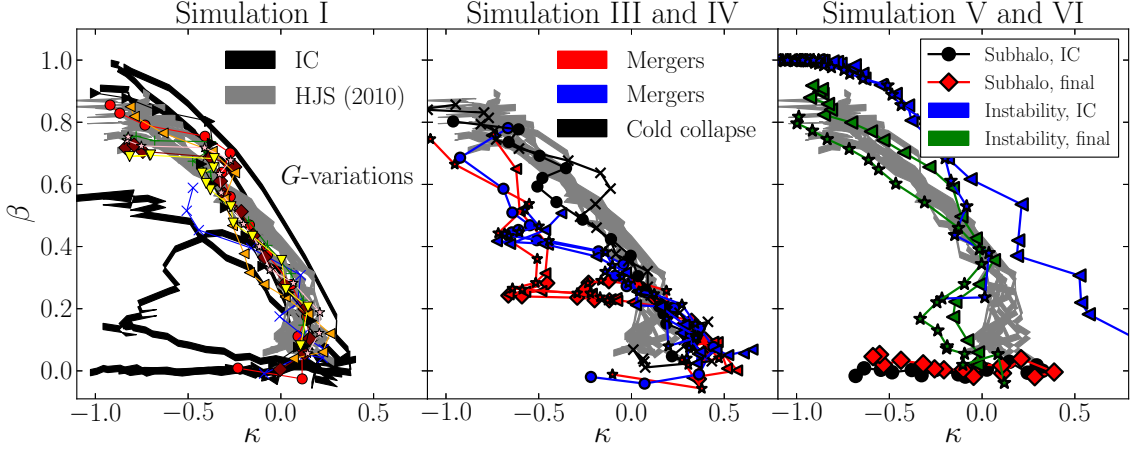 Simulation I
Simulation III and IV
Simulation V and VI
IC
HJS (2010)
G-variations
Mergers
Mergers
Cold collapse
Subhalo, IC
Subhalo, final
Instability, IC
Instability, final
β
1.0
0.8
0.6
0.4
0.2
0.0
−1.0 −0.5 0.0 0.5
−1.0 −0.5 0.0 0.5
−1.0 −0.5 0.0 0.5
κ
κ
κ